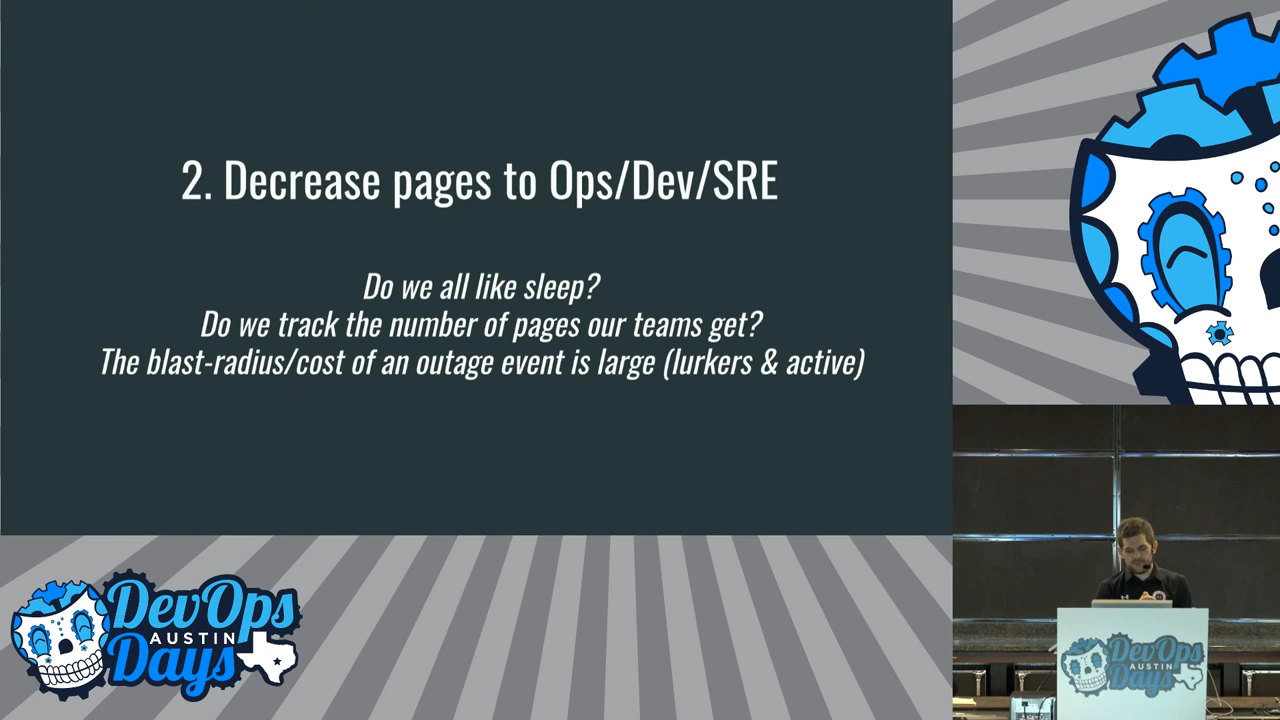 2. Decrease pages to Ops/Dev/SRE
Do we all like sleep?
Do we track the number of pages our teams get?
The blast-radius/cost of an outage event is large (lurkers & active)
DevOps
AUSTIN
Days
DevOps
AUSTIN
Days